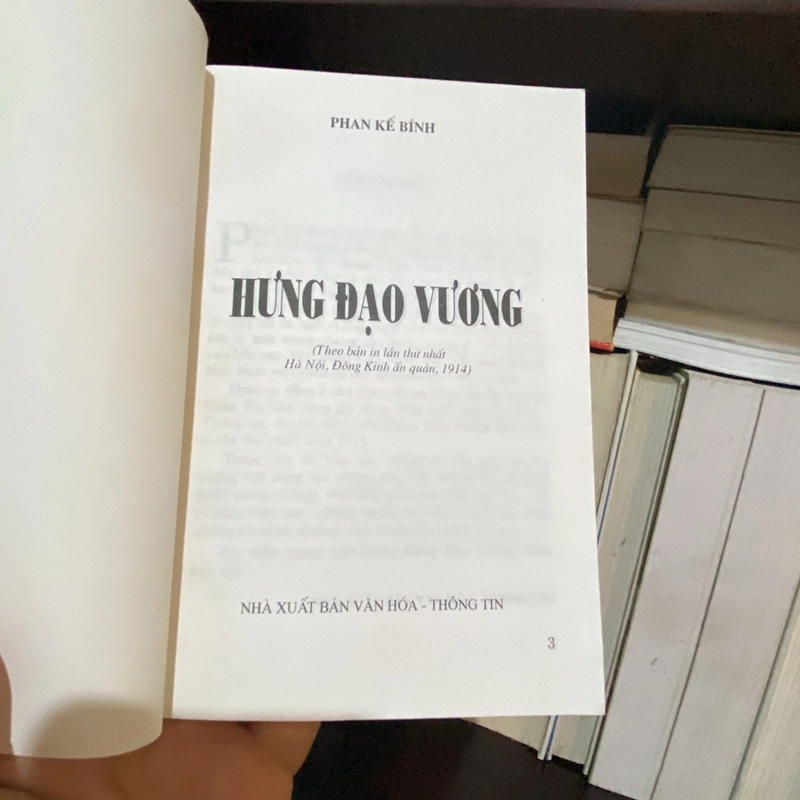 PHAN KẾ BÍNH
HƯNG ĐẠO VƯƠNG
(Theo bản in lần thứ nhất
Hà Nội, Đông Kinh ấn quán, 1914)
NHÀ XUẤT BẢN VĂN HÓA - THÔNG TIN
3